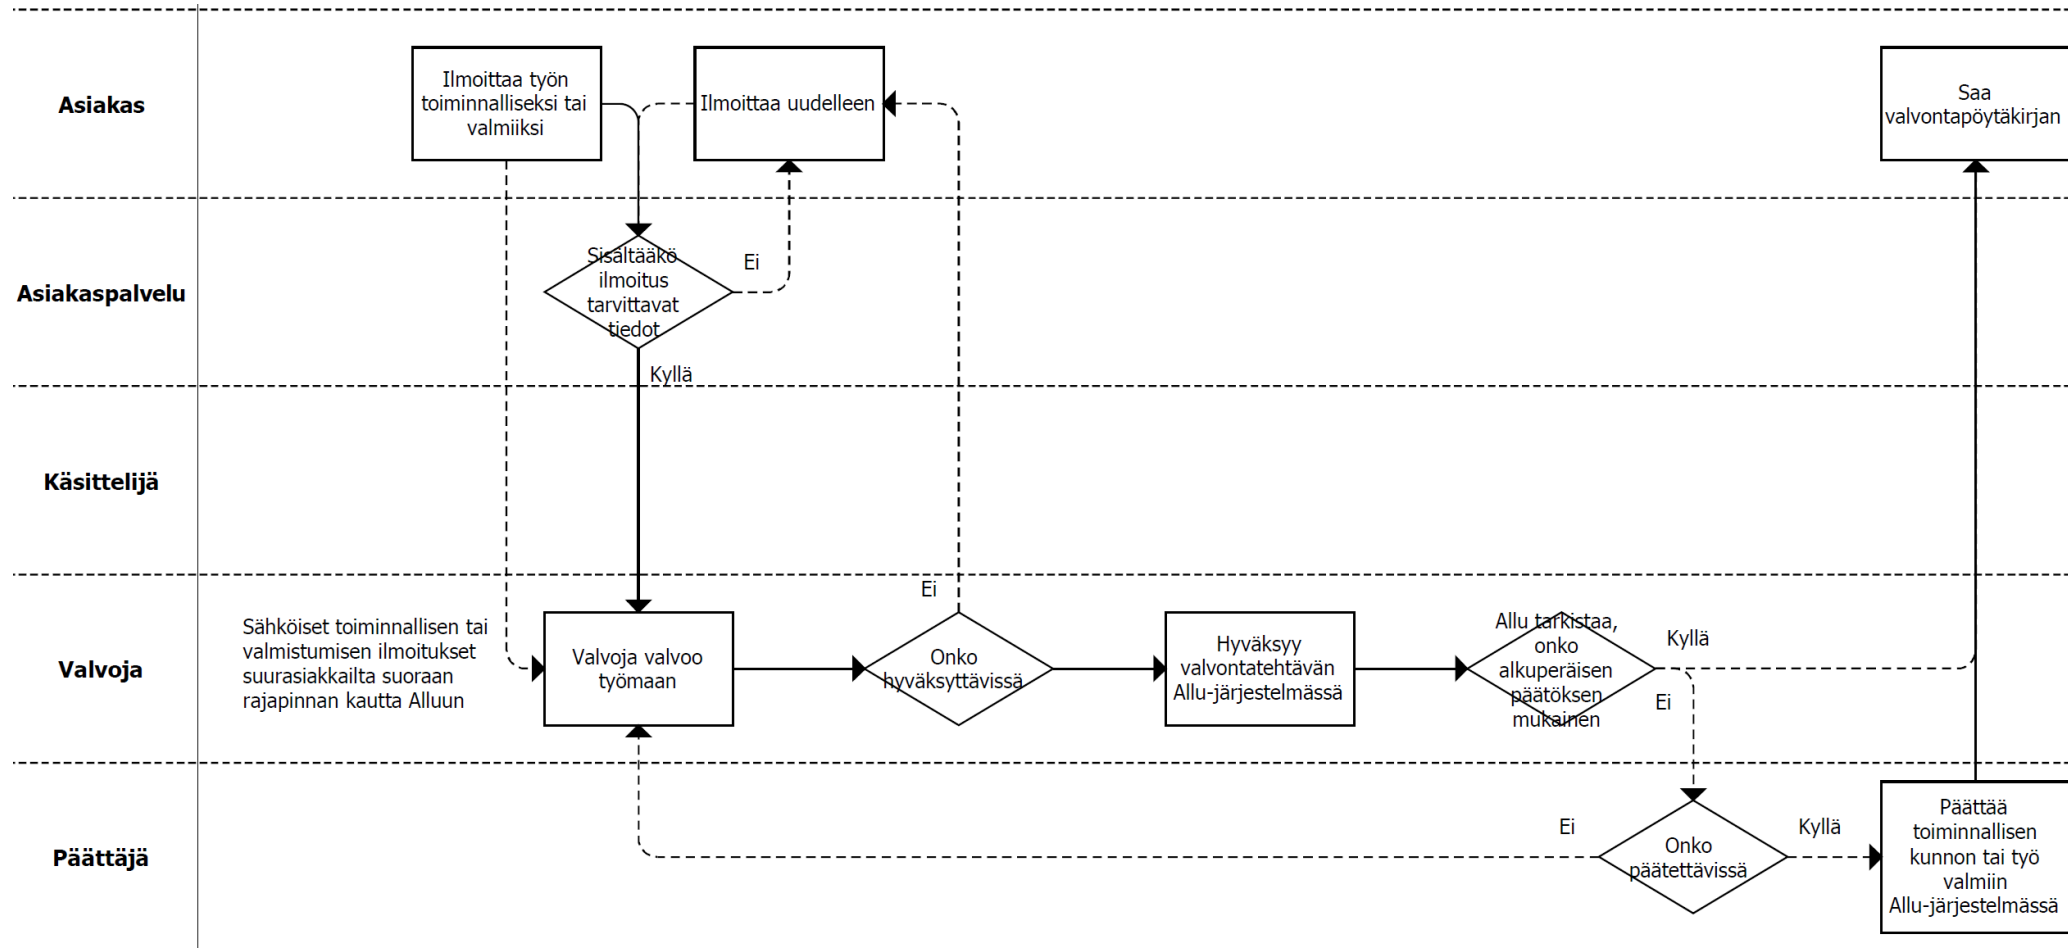 Asiakas
Ilmoittaa työn
toiminnalliseksi tai
valmiiksi
Ilmoittaa uudelleen
Saa
valvontapöytäkirjan
Asiakaspalvelu
Sisältääkö
ilmoitus
tarvittavat
tiedot
Ei
Kyllä
Käsittelijä
Valvoja
Sähköiset toiminnallisen tai
valmistumisen ilmoitukset
suurasiakkailta suoraan
rajapinnan kautta Alluun
Valvoja valvoo
työmaan
Ei
Onko
hyväksyttävissä
Hyväksyy
valvontatehtävän
Allu-järjestelmässä
Allu tarkistaa,
onko
alkuperäisen
päätöksen
mukainen
Kyllä
Ei
Päättäjä
Ei
Onko
päätettävissä
Kyllä
Päättää
toiminnallisen
kunnon tai työ
valmiin
Allu-järjestelmässä